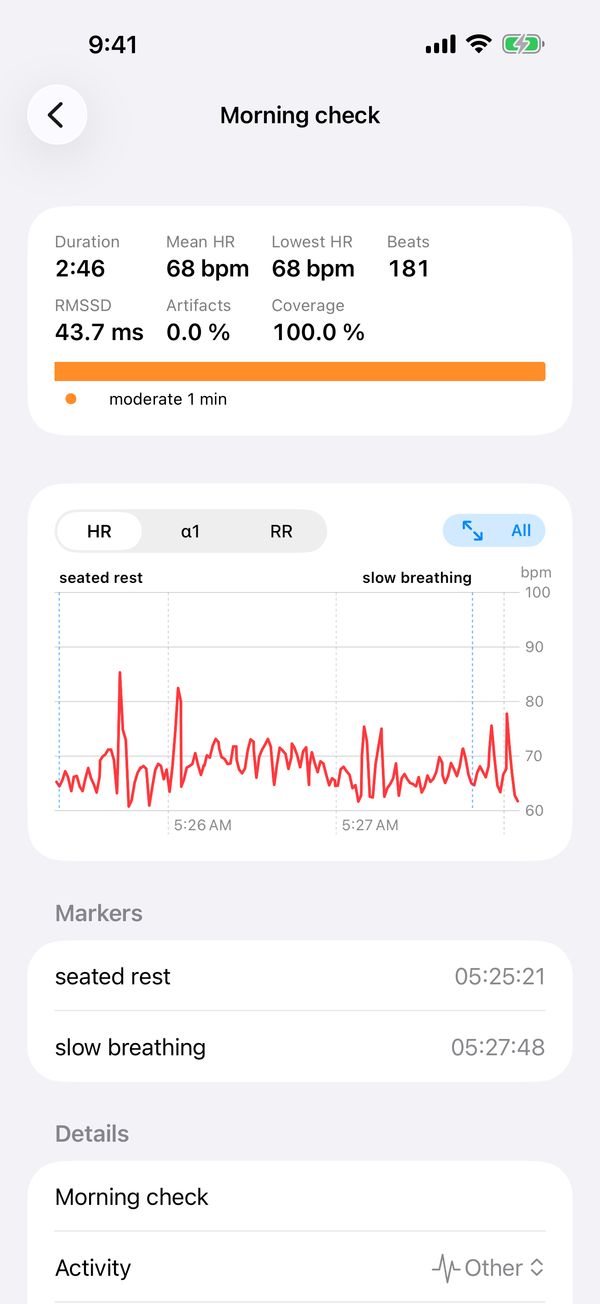 9:41
Morning check
Duration Mean HR Lowest HR Beats
2:46 68 bpm 68 bpm 181
RMSSD Artifacts Coverage
43.7 ms 0.0 % 100.0 %
moderate 1 min
HR α1 RR All
seated rest slow breathing bpm
100
90
80
70
60
5:26 AM 5:27 AM
Markers
seated rest 05:25:21
slow breathing 05:27:48
Details
Morning check
Activity Other